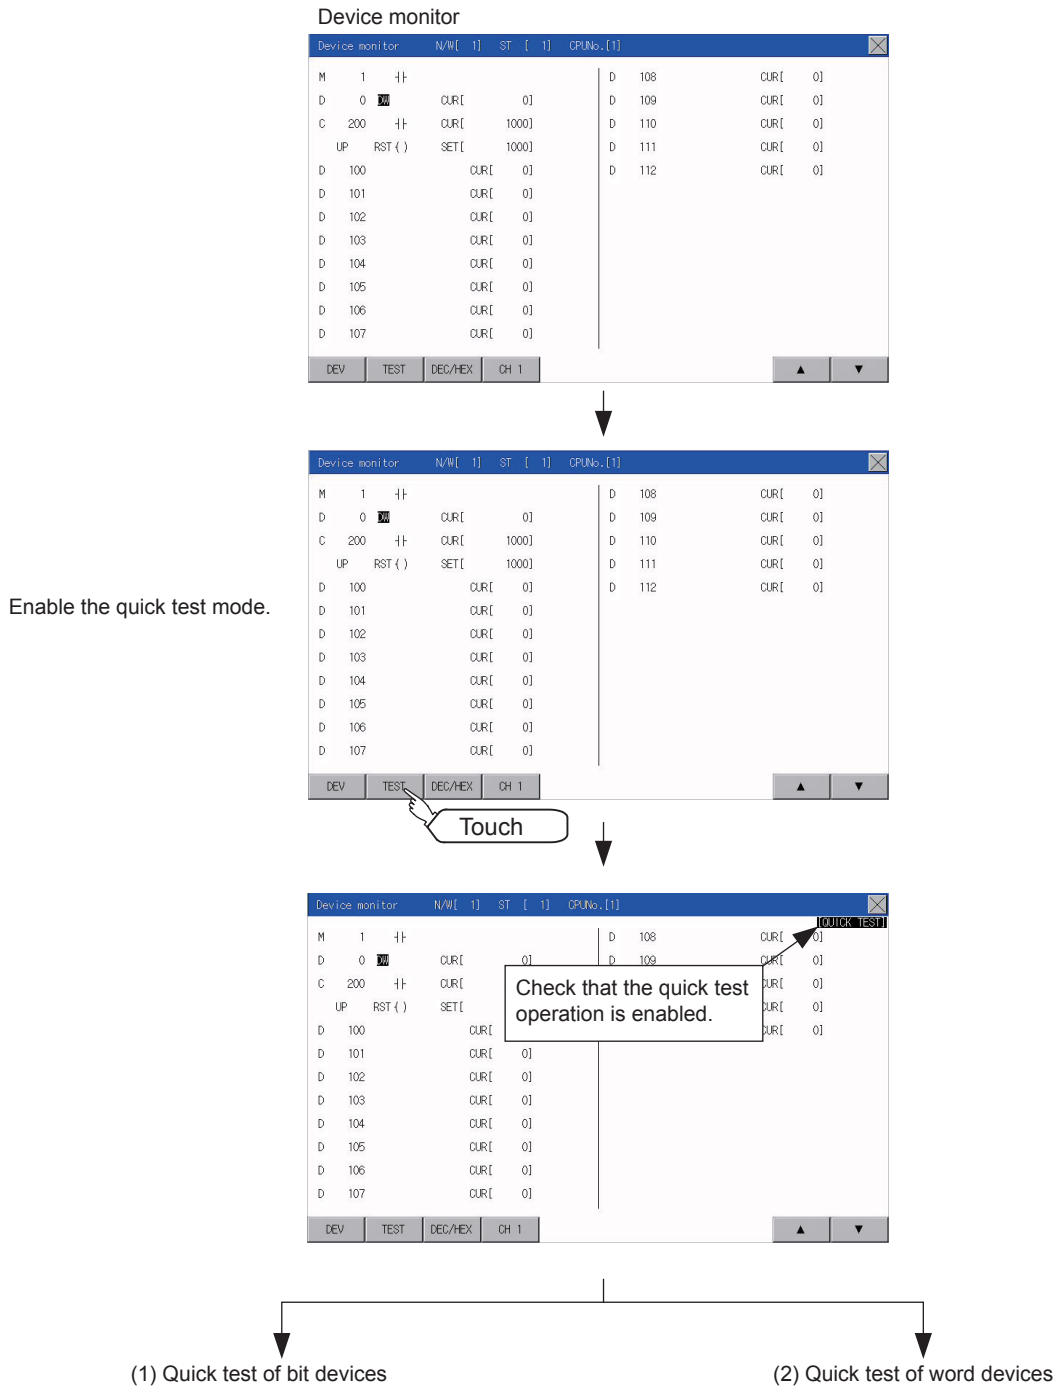 Device monitor
Device monitor N/W[ 1] ST [ 1] CPUNo.[1]
M 1 ⊣⊢ D 108 CUR[ 0]
D 0 DW CUR[ 0] D 109 CUR[ 0]
C 200 ⊣⊢ CUR[ 1000] D 110 CUR[ 0]
UP RST( ) SET[ 1000] D 111 CUR[ 0]
D 100 CUR[ 0] D 112 CUR[ 0]
D 101 CUR[ 0]
D 102 CUR[ 0]
D 103 CUR[ 0]
D 104 CUR[ 0]
D 105 CUR[ 0]
D 106 CUR[ 0]
D 107 CUR[ 0]
DEV TEST DEC/HEX CH 1 ▲ ▼
Device monitor N/W[ 1] ST [ 1] CPUNo.[1]
M 1 ⊣⊢ D 108 CUR[ 0]
D 0 DW CUR[ 0] D 109 CUR[ 0]
C 200 ⊣⊢ CUR[ 1000] D 110 CUR[ 0]
UP RST( ) SET[ 1000] D 111 CUR[ 0]
D 100 CUR[ 0] D 112 CUR[ 0]
Enable the quick test mode.
D 101 CUR[ 0]
D 102 CUR[ 0]
D 103 CUR[ 0]
D 104 CUR[ 0]
D 105 CUR[ 0]
D 106 CUR[ 0]
D 107 CUR[ 0]
DEV TEST DEC/HEX CH 1 ▲ ▼
Touch
Device monitor N/W[ 1] ST [ 1] CPUNo.[1]
[QUICK TEST]
M 1 ⊣⊢ D 108 CUR[ 0]
D 0 DW CUR[ 0] D 109 CUR[ 0]
C 200 ⊣⊢ CUR[ CUR[ 0]
UP RST( ) SET[ CUR[ 0]
D 100 CUR[ CUR[ 0]
Check that the quick test
operation is enabled.
D 101 CUR[ 0]
D 102 CUR[ 0]
D 103 CUR[ 0]
D 104 CUR[ 0]
D 105 CUR[ 0]
D 106 CUR[ 0]
D 107 CUR[ 0]
DEV TEST DEC/HEX CH 1 ▲ ▼
(1) Quick test of bit devices
(2) Quick test of word devices